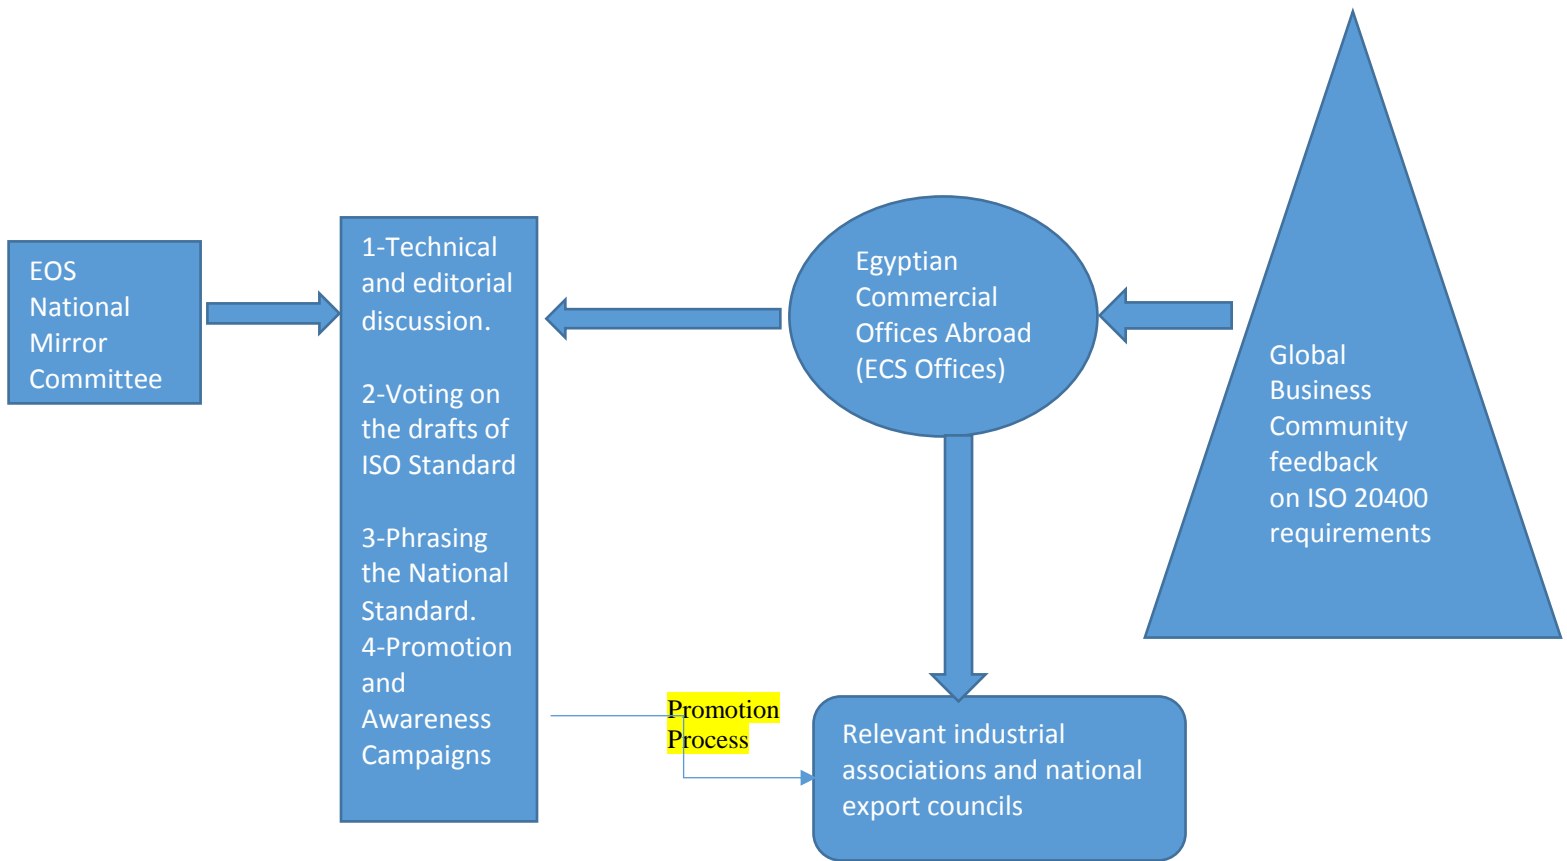 EOS
National
Mirror
Committee
1-Technical
and editorial
discussion.
2-Voting on
the drafts of
ISO Standard
3-Phrasing
the National
Standard.
4-Promotion
and
Awareness
Campaigns
Egyptian
Commercial
Offices Abroad
(ECS Offices)
Global
Business
Community
feedback
on ISO 20400
requirements
Promotion
Process
Relevant industrial
associations and national
export councils